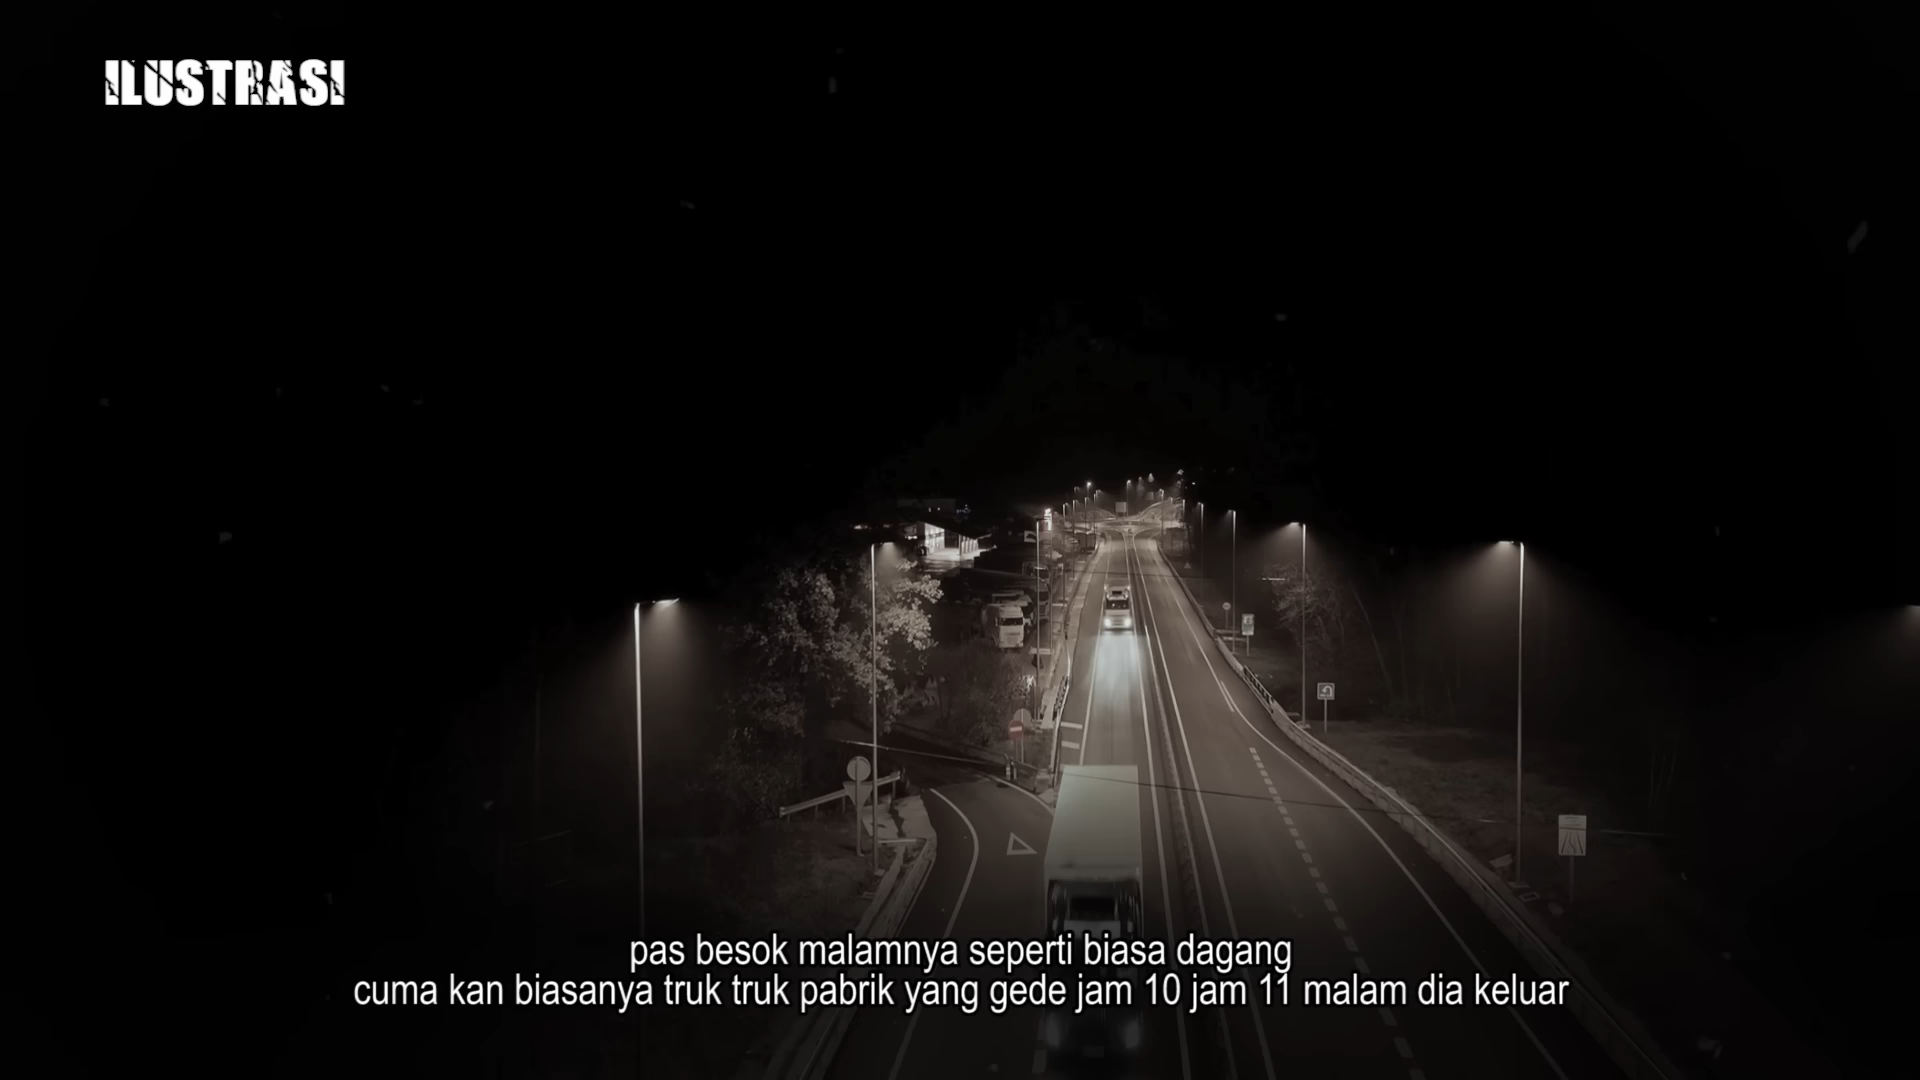 ILUSTRASI
pas besok malamnya seperti biasa dagang
cuma kan biasanya truk truk pabrik yang gede jam 10 jam 11 malam dia keluar